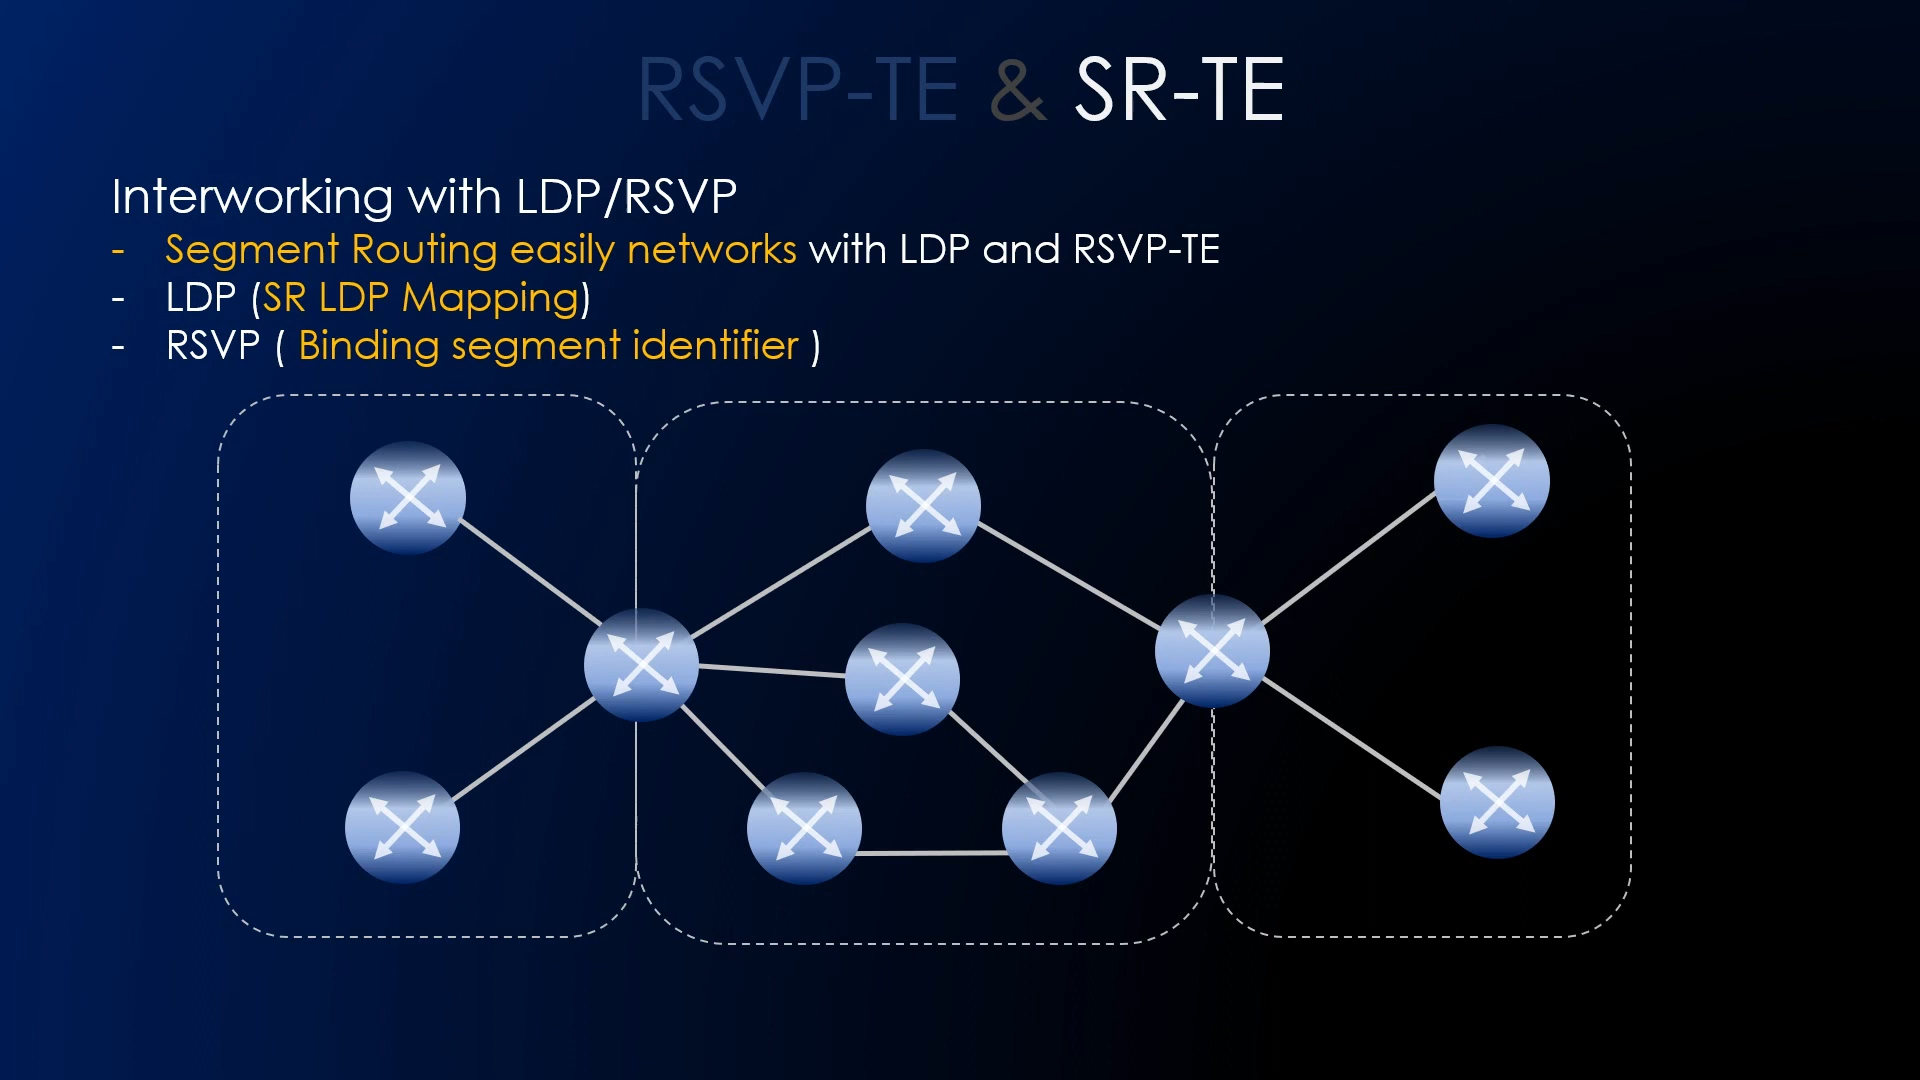 RSVP-TE & SR-TE
Interworking with LDP/RSVP
- Segment Routing easily networks with LDP and RSVP-TE
- LDP (SR LDP Mapping)
- RSVP ( Binding segment identifier )